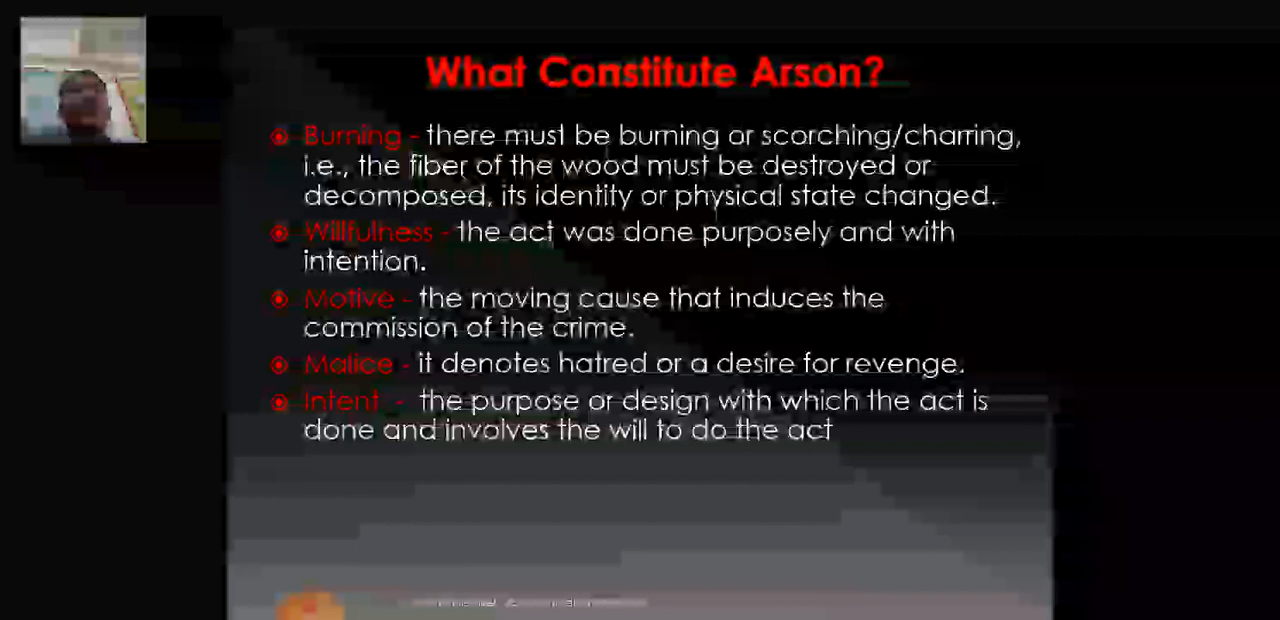 What Constitute Arson?
Burning - there must be burning or scorching/charring,
i.e., the fiber of the wood must be destroyed or
decomposed, its identity or physical state changed.
Willfulness - the act was done purposely and with
intention.
Motive - the moving cause that induces the
commission of the crime.
Malice - it denotes hatred or a desire for revenge.
Intent - the purpose or design with which the act is
done and involves the will to do the act